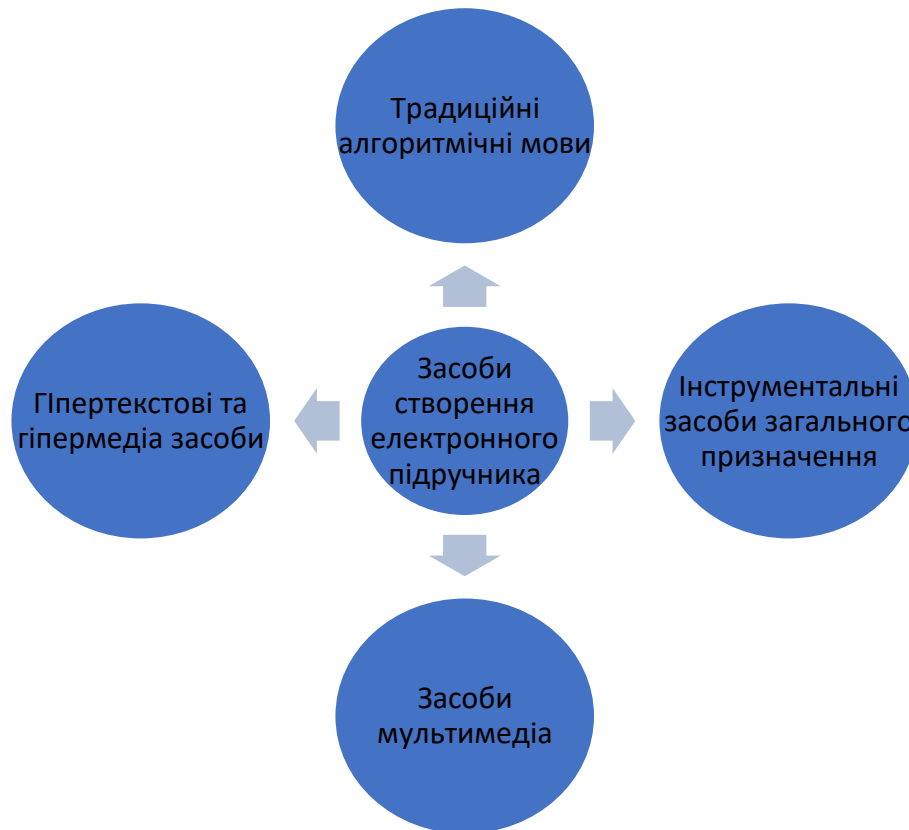 Традиційні
алгоритмічні мови
Гіпертекстові та
гіпермедіа засоби
Засоби
створення
електронного
підручника
Інструментальні
засоби загального
призначення
Засоби
мультимедіа